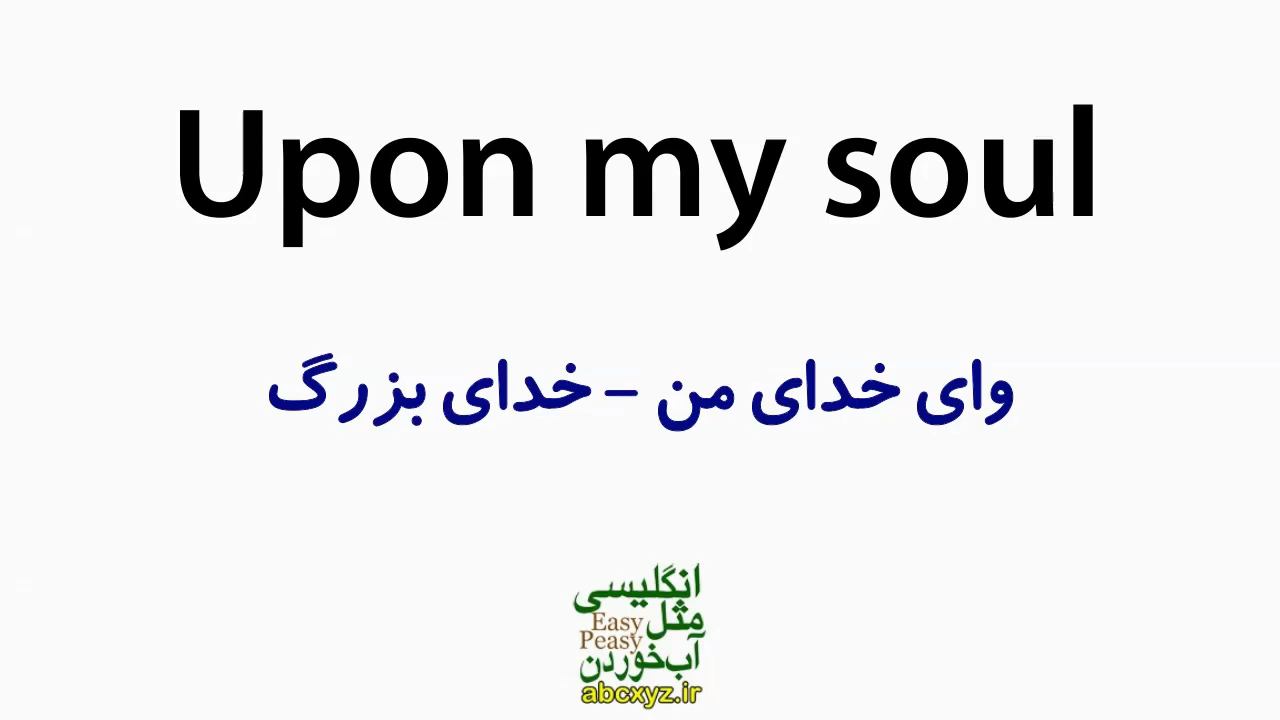 Upon my soul
وای خدای من – خدای بزرگ
انگلیسی
مثل Easy
Peasy
آب‌خوردن
abcxyz.ir